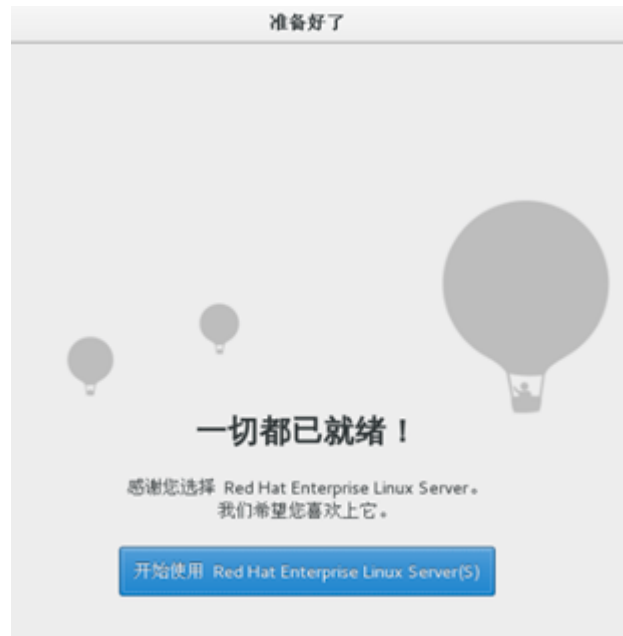 准备好了
一切都已就绪！
感谢您选择 Red Hat Enterprise Linux Server。
我们希望您喜欢上它。
开始使用 Red Hat Enterprise Linux Server(S)